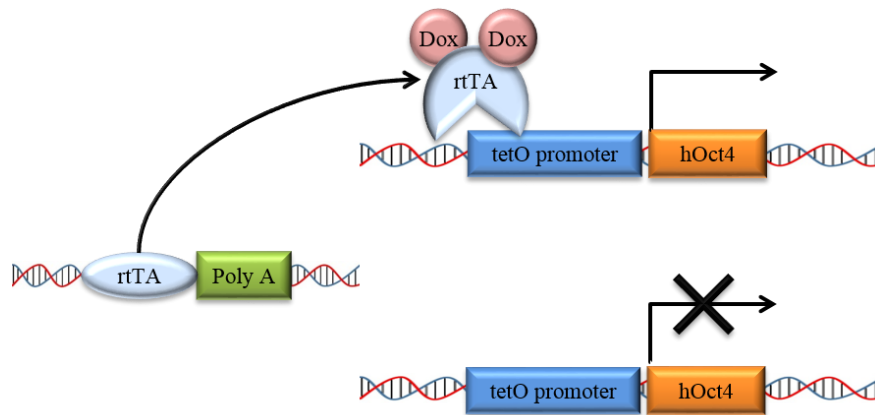 Dox Dox
rtTA
tetO promoter hOct4
rtTA Poly A
tetO promoter hOct4